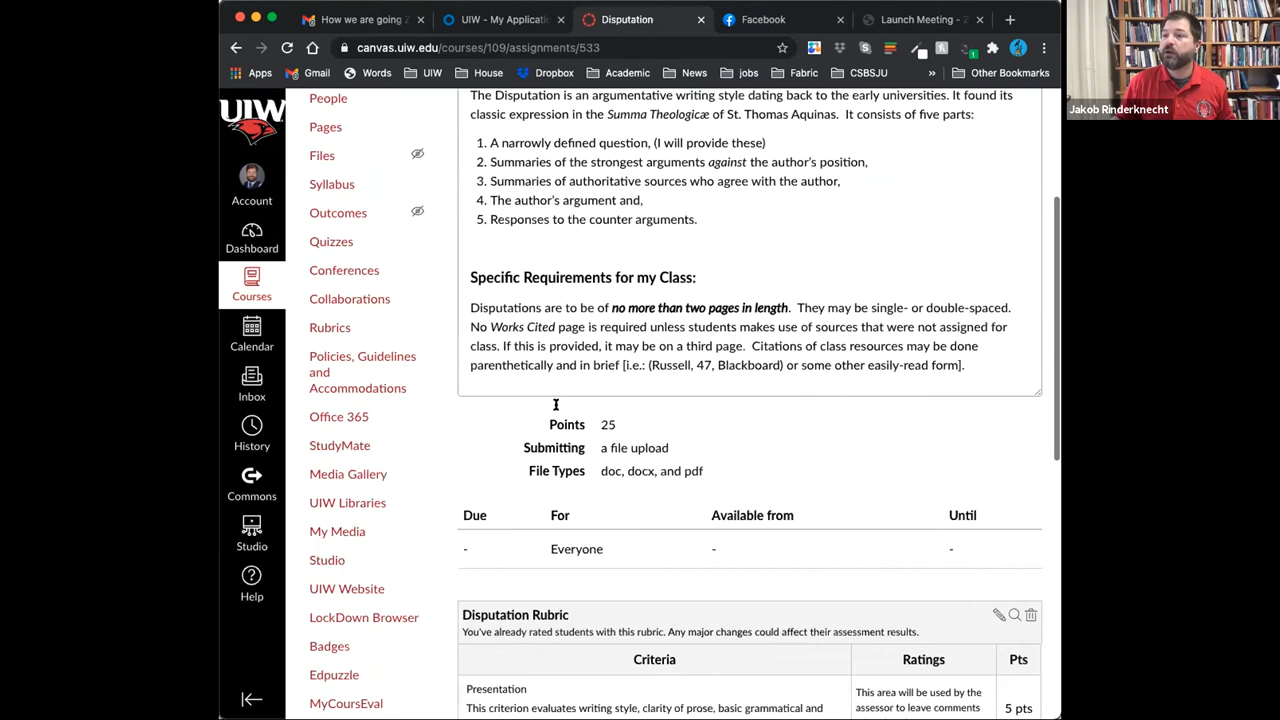 How we are going Z
UIW - My Applicatio
Disputation
Facebook
Launch Meeting - Z
canvas.uiw.edu/courses/109/assignments/533
Apps
Gmail
Words
UIW
House
Dropbox
Academic
News
jobs
Fabric
CSBSJU
»
Other Bookmarks
Jakob Rinderknecht
UIW
Account
Dashboard
Courses
Calendar
Inbox
History
Commons
Studio
Help
People
Pages
Files
Syllabus
Outcomes
Quizzes
Conferences
Collaborations
Rubrics
Policies, Guidelines
and
Accommodations
Office 365
StudyMate
Media Gallery
UIW Libraries
My Media
Studio
UIW Website
LockDown Browser
Badges
Edpuzzle
MyCoursEval
The Disputation is an argumentative writing style dating back to the early universities. It found its
classic expression in the Summa Theologicæ of St. Thomas Aquinas. It consists of five parts:
1. A narrowly defined question, (I will provide these)
2. Summaries of the strongest arguments against the author's position,
3. Summaries of authoritative sources who agree with the author,
4. The author's argument and,
5. Responses to the counter arguments.
Specific Requirements for my Class:
Disputations are to be of no more than two pages in length. They may be single- or double-spaced.
No Works Cited page is required unless students makes use of sources that were not assigned for
class. If this is provided, it may be on a third page. Citations of class resources may be done
parenthetically and in brief [i.e.: (Russell, 47, Blackboard) or some other easily-read form].
Points 25
Submitting a file upload
File Types doc, docx, and pdf
Due For Available from Until
- Everyone - -
Disputation Rubric
You've already rated students with this rubric. Any major changes could affect their assessment results.
Criteria Ratings Pts
Presentation
This criterion evaluates writing style, clarity of prose, basic grammatical and
This area will be used by the
assessor to leave comments
5 pts